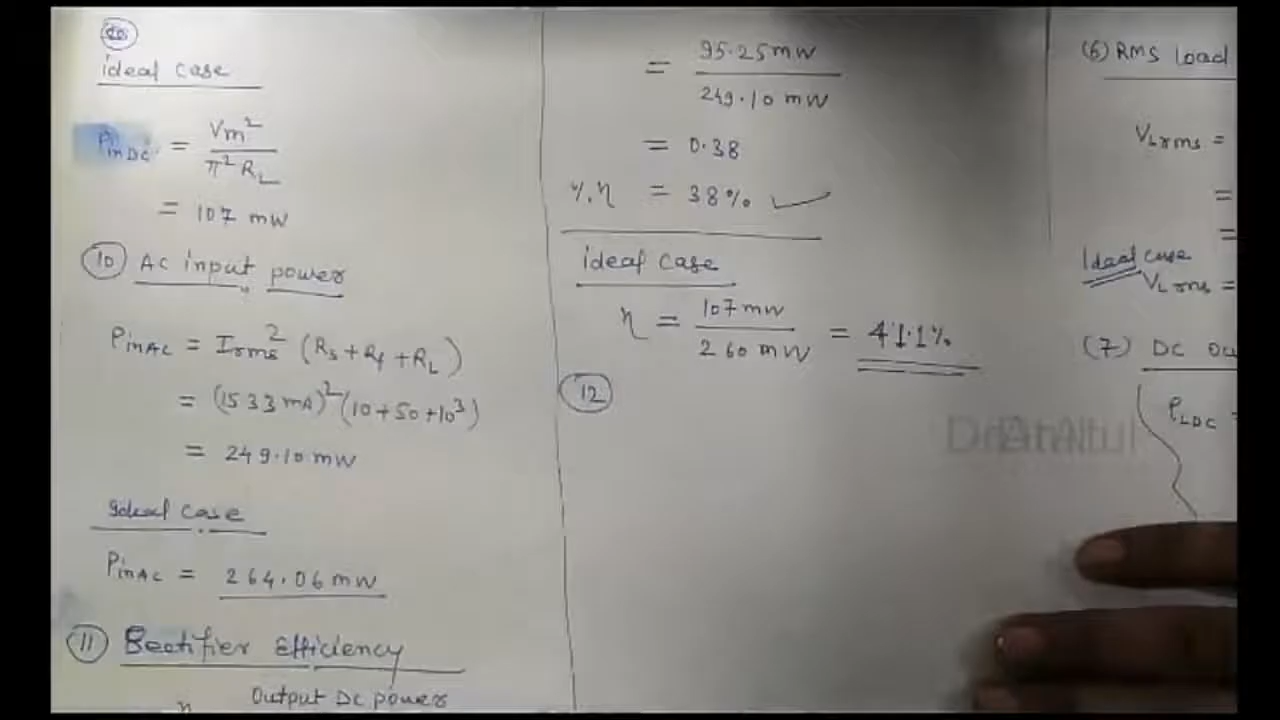 ideal case
PinDC = Vm² / π² RL
= 107 mW
10 AC input power
PinAC = Irms² (Rs + Rf + RL)
= (1533 mA)² (10 + 50 + 10³)
= 249.10 mW
Ideal case
PinAC = 264.06 mW
11 Rectifier Efficiency
η Output DC powers
= 95.25 mW / 249.10 mW
= 0.38
%η = 38%
ideal case
η = 107 mW / 260 mW = 41.1%
12
(6) RMS load
VLrms =
=
=
Ideal case
VLrms =
(7) DC Ou
PLDC =